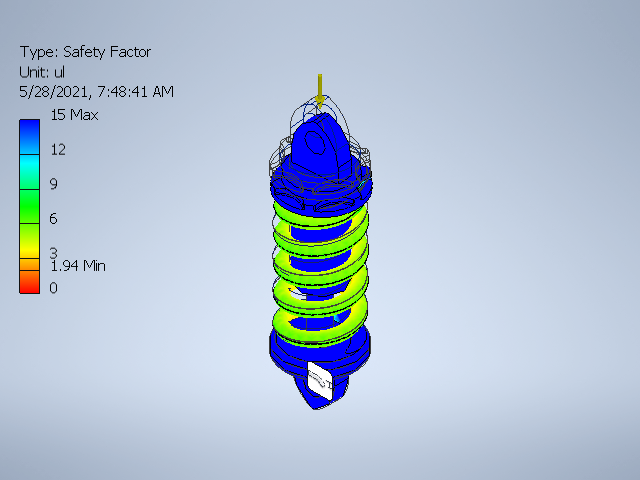 Type: Safety Factor
Unit: ul
5/28/2021, 7:48:41 AM
15 Max
12
9
6
3
1.94 Min
0